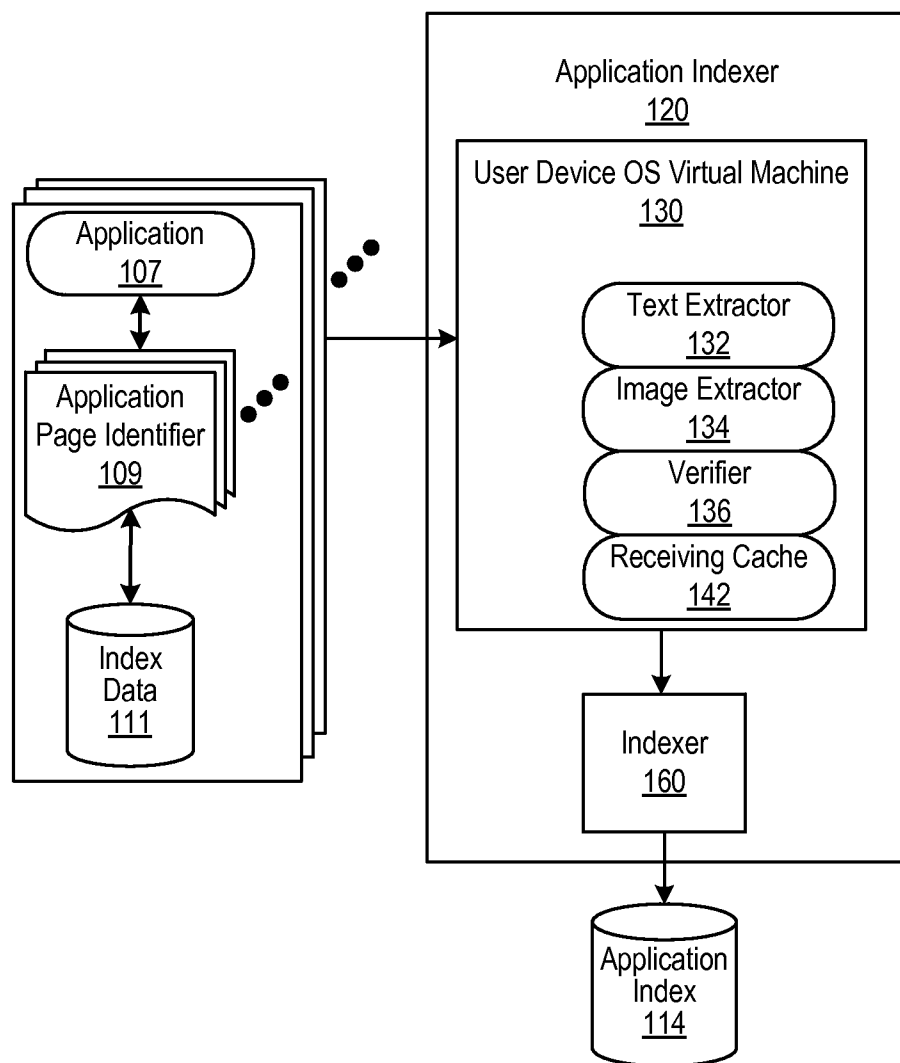 Application Indexer
120
User Device OS Virtual Machine
130
Application
107
Text Extractor
132
Image Extractor
134
Application
Page Identifier
109
Verifier
136
Receiving Cache
142
Index
Data
111
Indexer
160
Application
Index
114